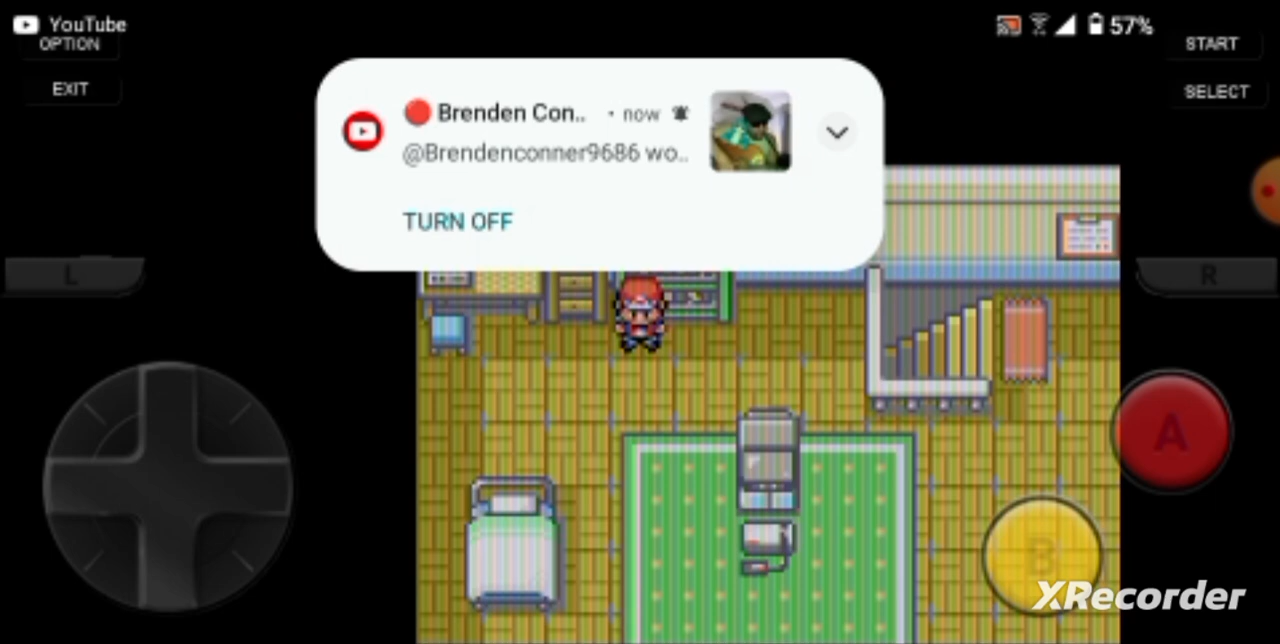 YouTube
57%
OPTION
START
EXIT
SELECT
Brenden Con.. • now
@Brendenconner9686 wo..
TURN OFF
L
R
A
B
XRecorder